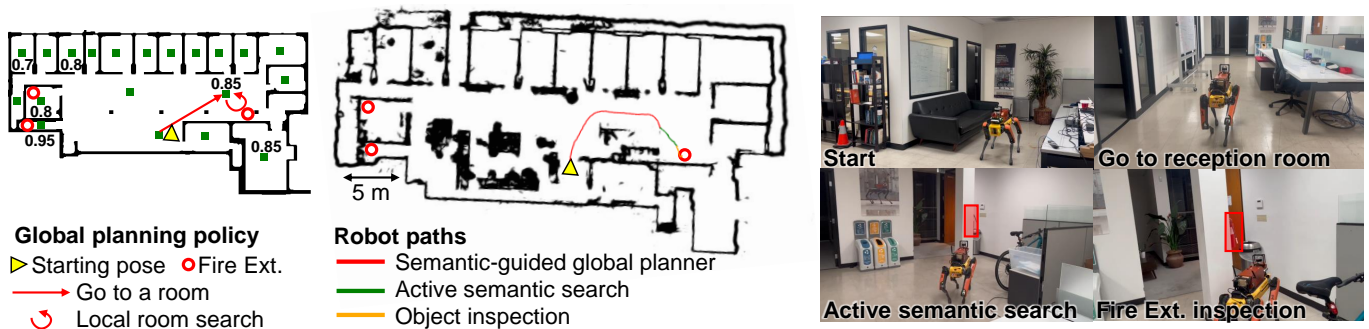 0.7
0.8
0.85
0.8
0.95
0.85
Global planning policy
Starting pose
Fire Ext.
Go to a room
Local room search
5 m
Robot paths
Semantic-guided global planner
Active semantic search
Object inspection
Start
Go to reception room
Active semantic search
Fire Ext. inspection